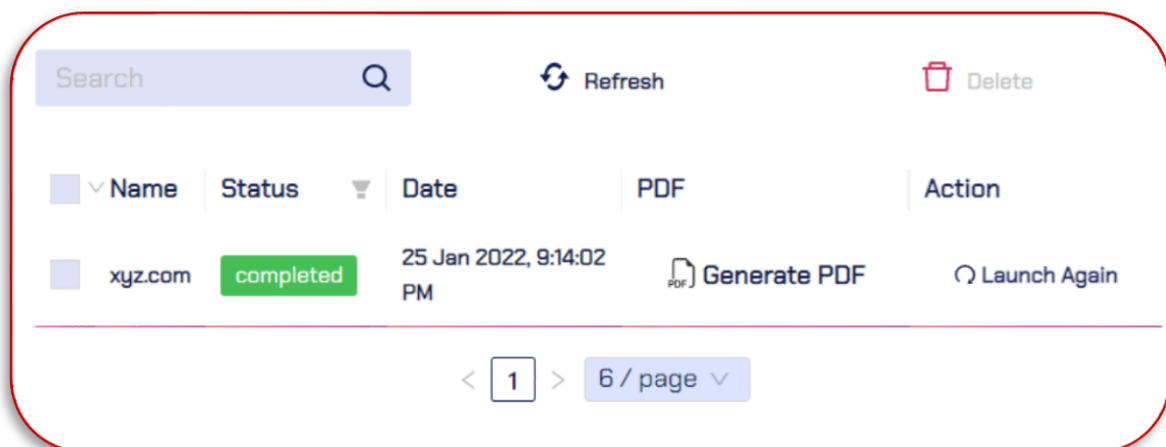 Search Refresh Delete
Name Status Date PDF Action
xyz.com completed 25 Jan 2022, 9:14:02 PM PDF Generate PDF Launch Again
< 1 > 6 / page